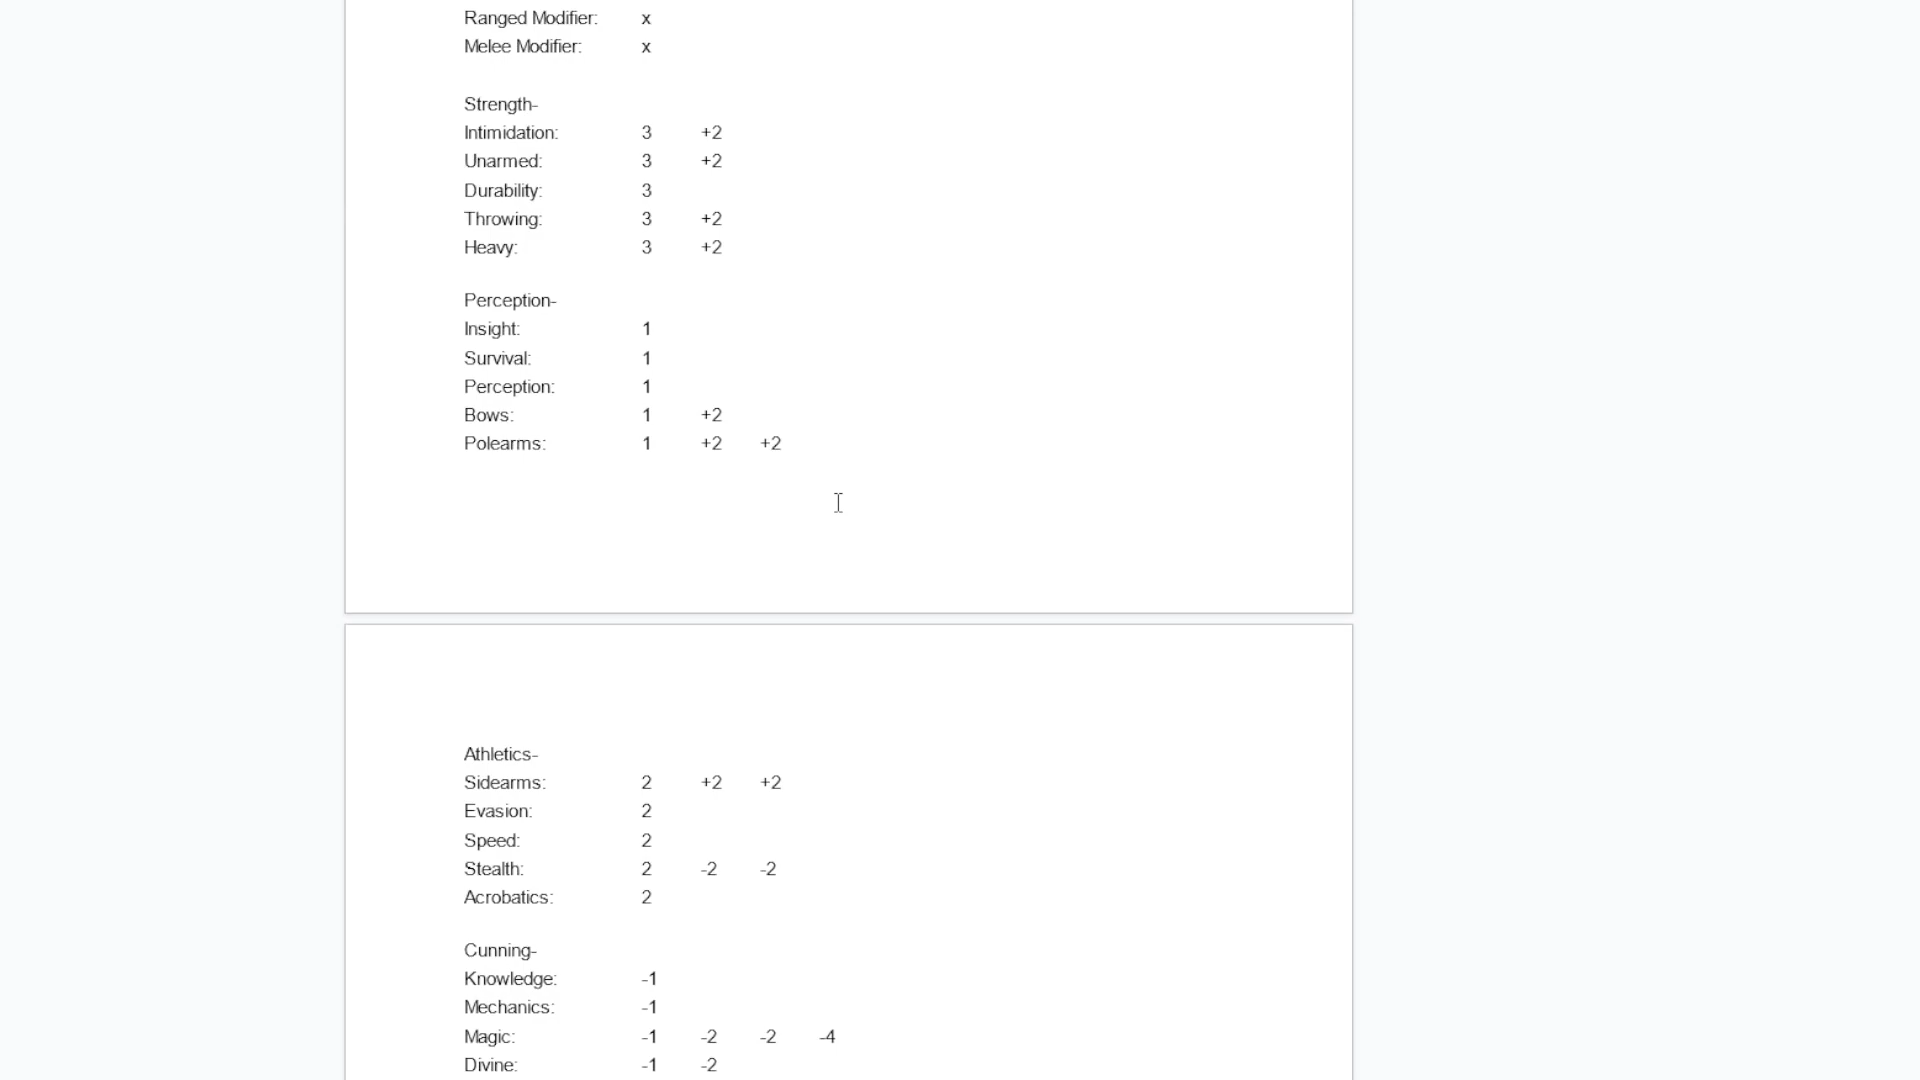 Ranged Modifier: x
Melee Modifier: x
Strength-
Intimidation: 3 +2
Unarmed: 3 +2
Durability: 3
Throwing: 3 +2
Heavy: 3 +2
Perception-
Insight: 1
Survival: 1
Perception: 1
Bows: 1 +2
Polearms: 1 +2 +2
Athletics-
Sidearms: 2 +2 +2
Evasion: 2
Speed: 2
Stealth: 2 -2 -2
Acrobatics: 2
Cunning-
Knowledge: -1
Mechanics: -1
Magic: -1 -2 -2 -4
Divine: -1 -2